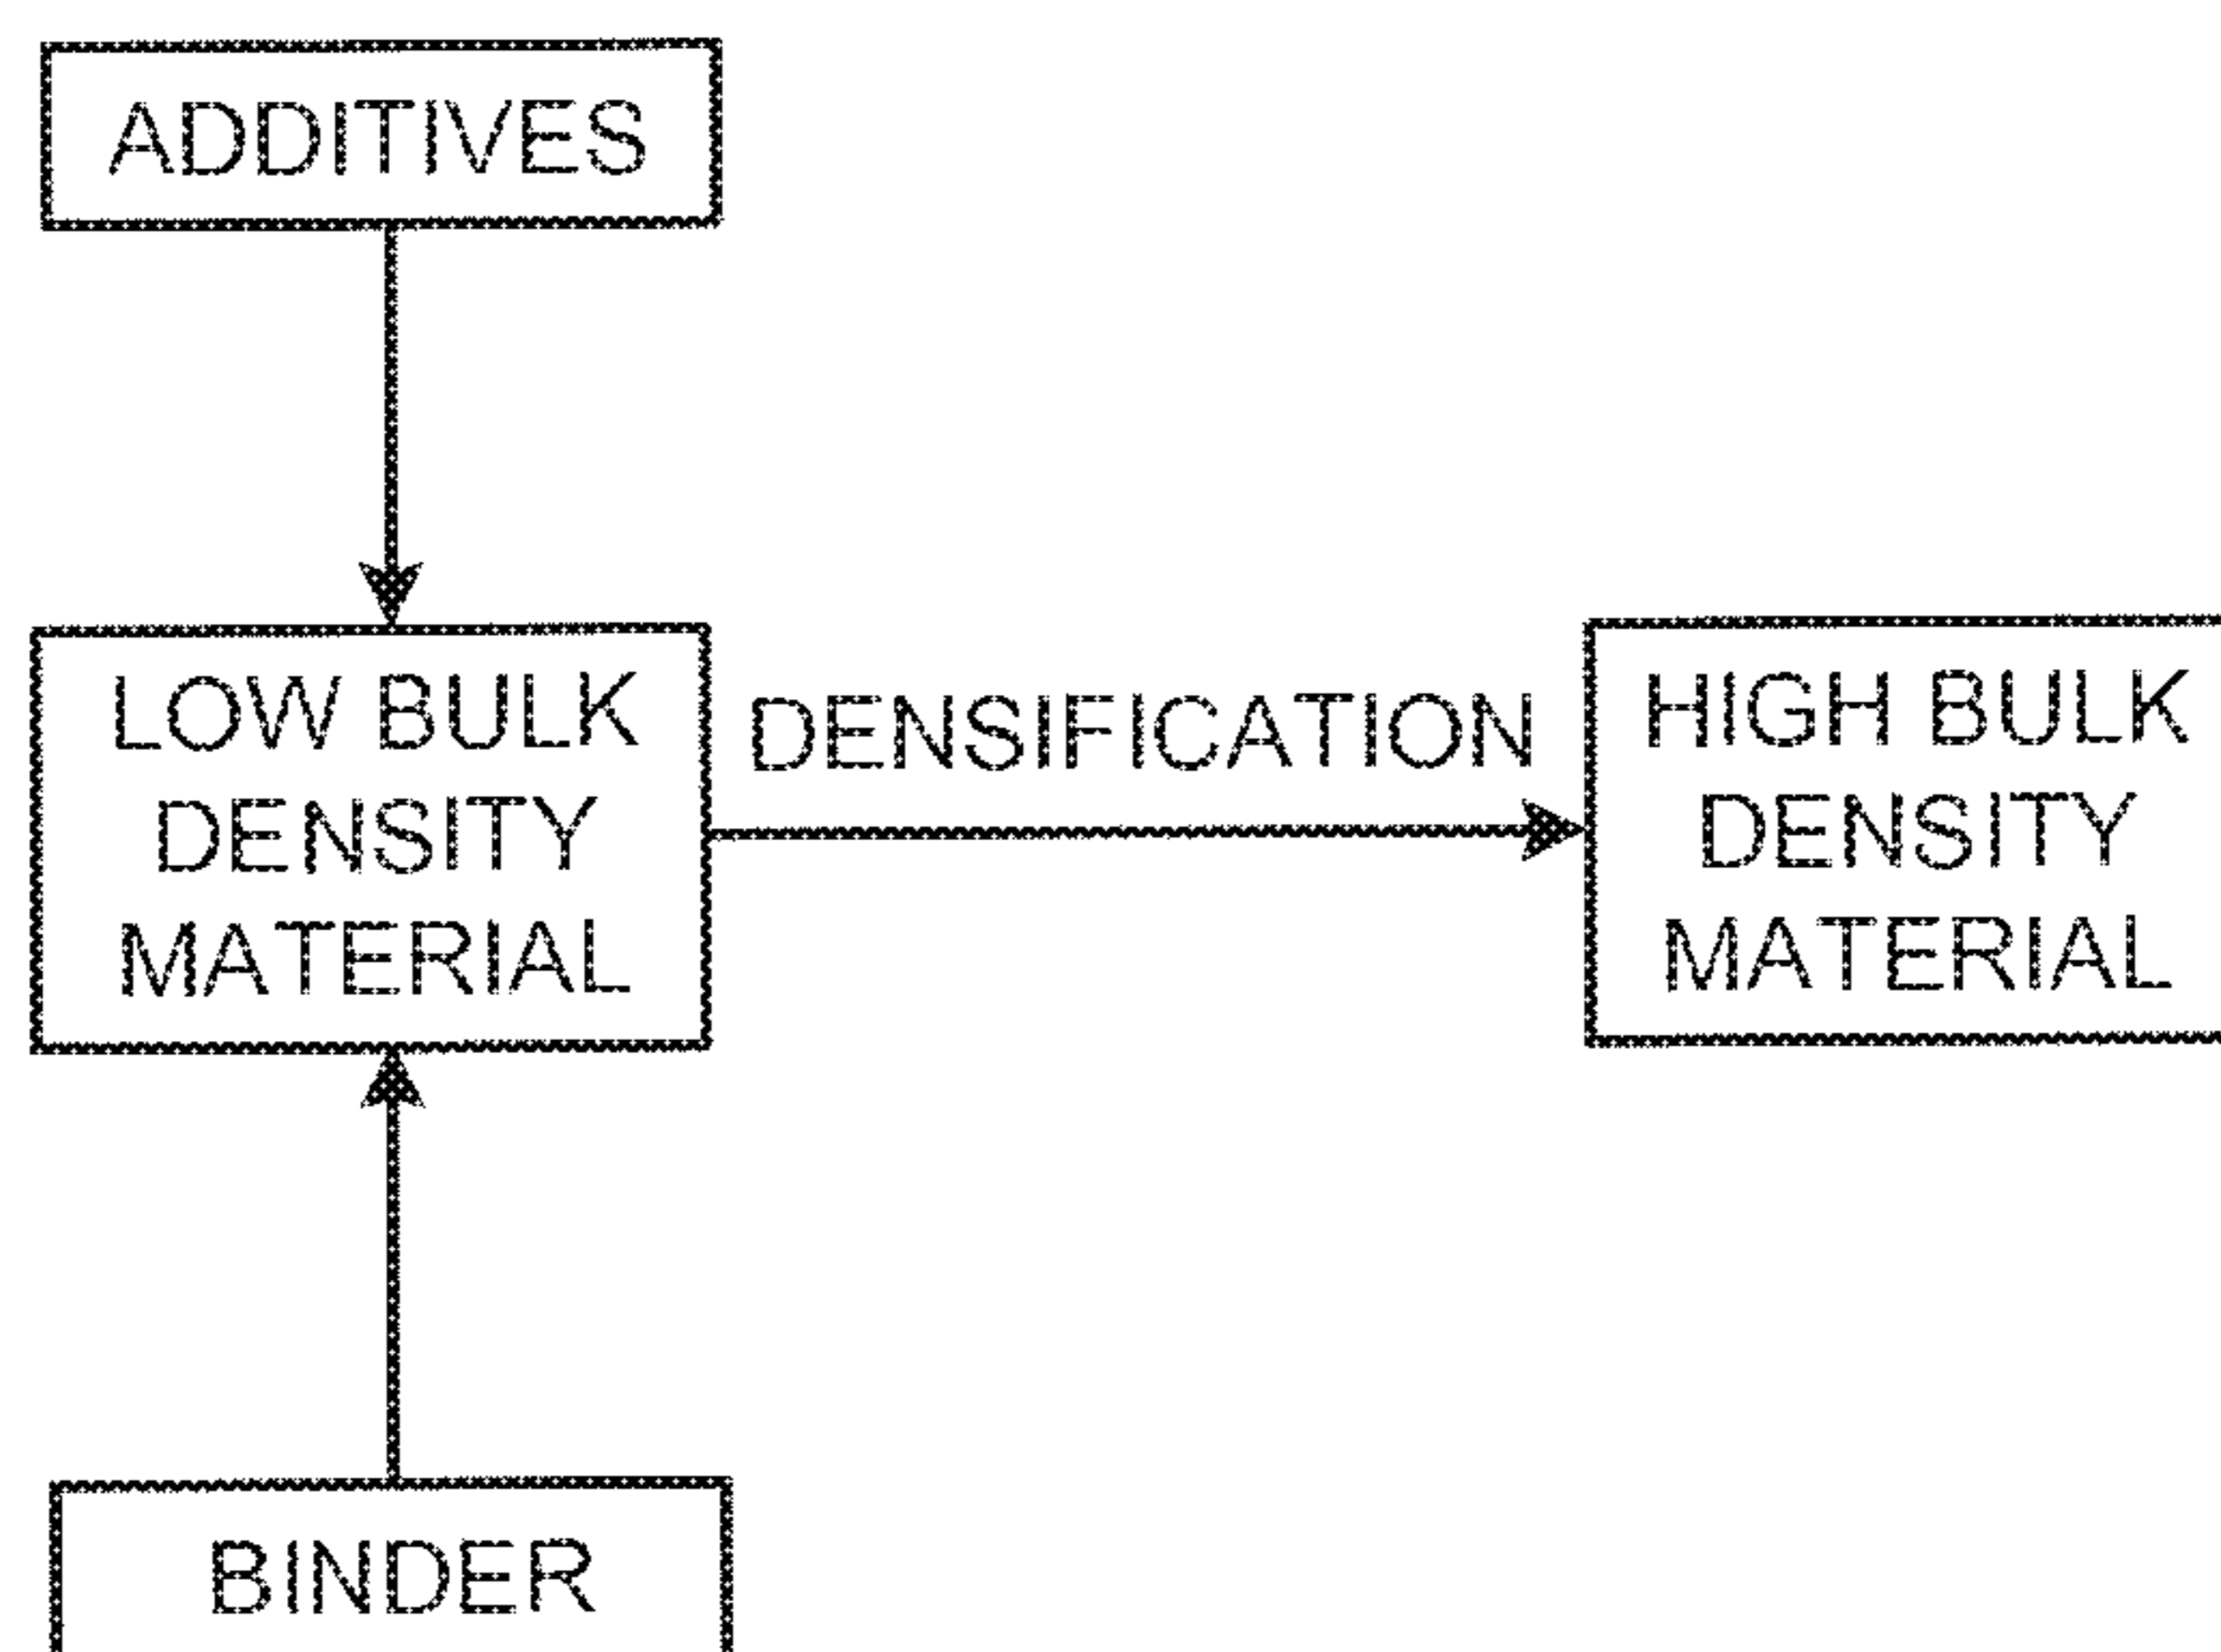 ADDITIVES
LOW BULK
DENSITY
MATERIAL
DENSIFICATION
HIGH BULK
DENSITY
MATERIAL
BINDER